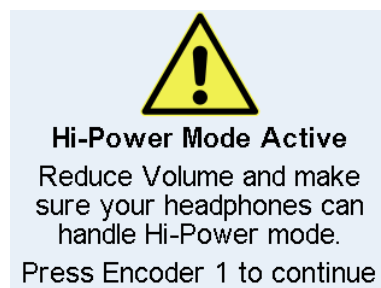 Hi-Power Mode Active
Reduce Volume and make
sure your headphones can
handle Hi-Power mode.
Press Encoder 1 to continue